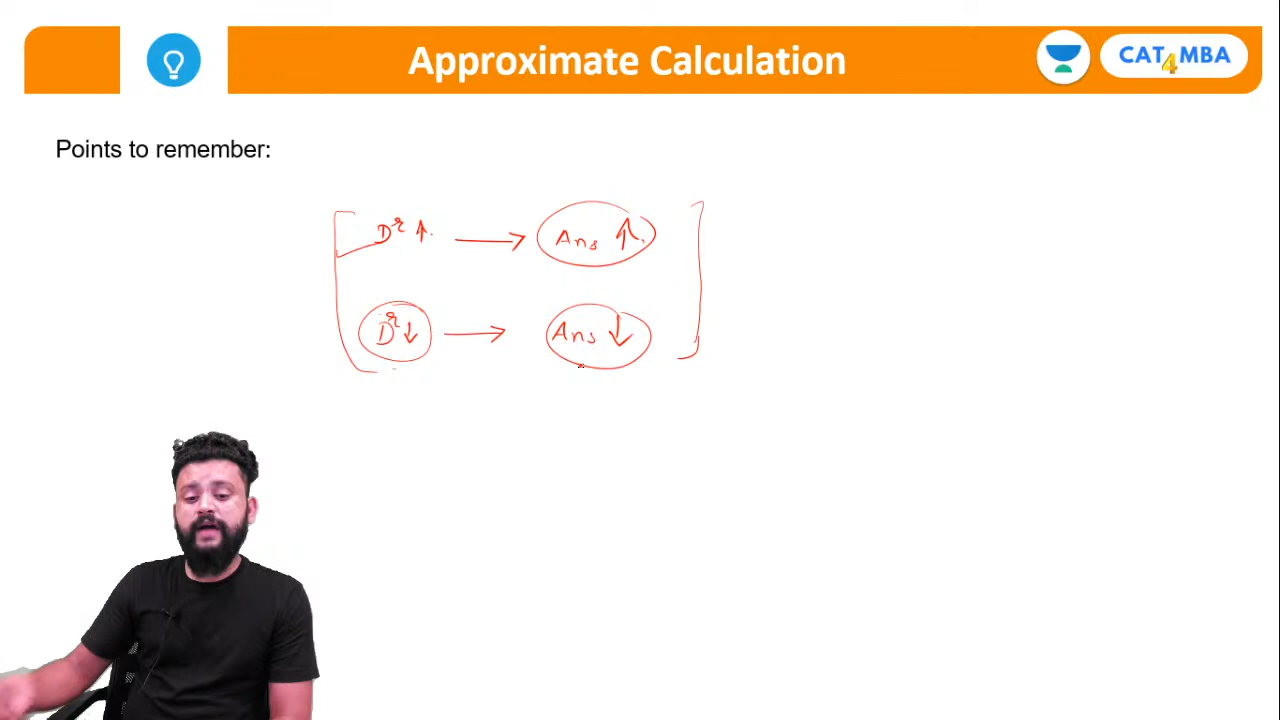 Approximate Calculation
CAT4MBA
Points to remember:
Dʳ ↑. → Ans ↑.
Dʳ ↓ → Ans ↓